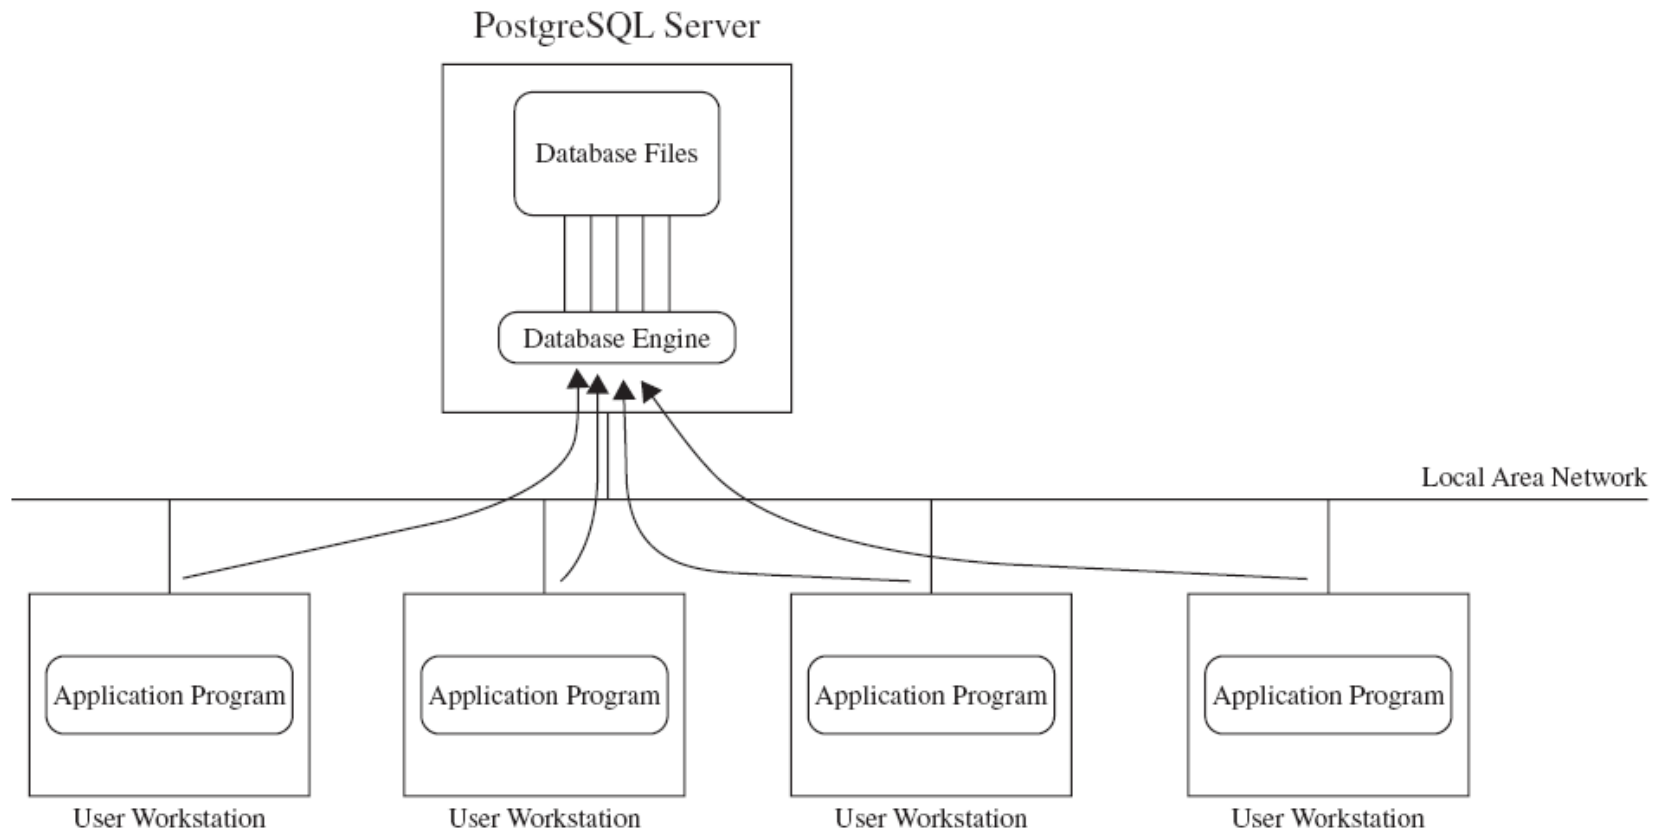 PostgreSQL Server
Database Files
Database Engine
Local Area Network
Application Program
Application Program
Application Program
Application Program
User Workstation
User Workstation
User Workstation
User Workstation